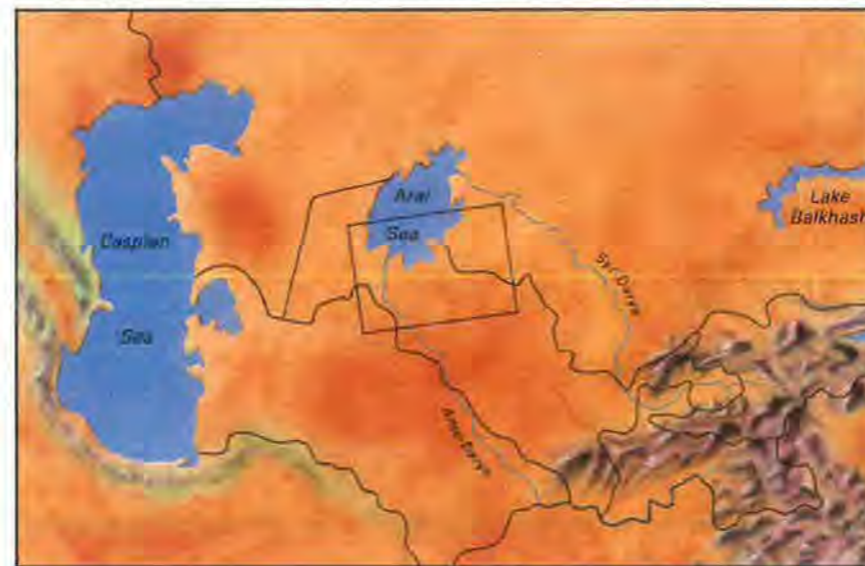 Aral
Sea
Lake
Balkhash
Caspian
Sea
Syr Darya
Amu Darya